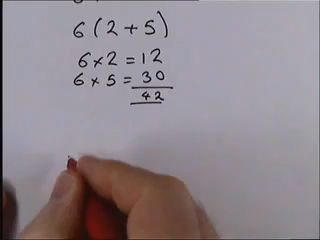 6 (2 + 5)
6 × 2 = 12
6 × 5 = 30
42